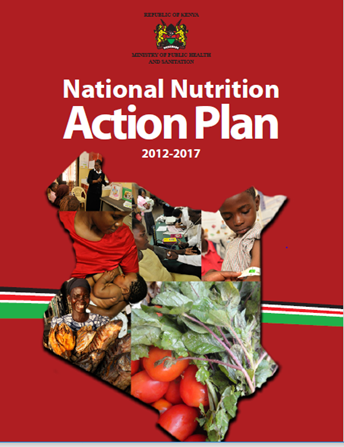 REPUBLIC OF KENYA
MINISTRY OF PUBLIC HEALTH
AND SANITATION
National Nutrition
Action Plan
2012-2017